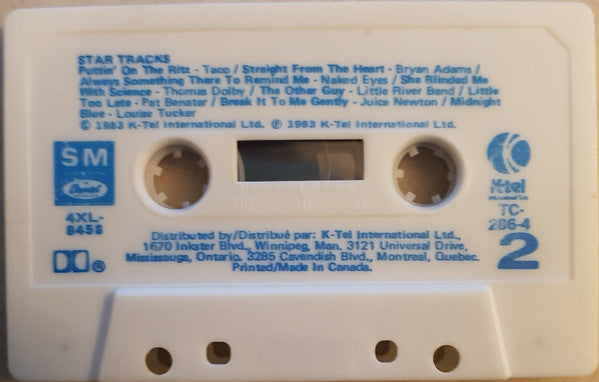 STAR TRACKS
Puttin' On The Ritz - Taco / Straight From The Heart - Bryan Adams /
Always Something There To Remind Me - Naked Eyes / She Blinded Me
With Science - Thomas Dolby / The Other Guy - Little River Band / Little
Too Late - Pat Benatar / Break It To Me Gently - Juice Newton / Midnight
Blue - Louise Tucker
© 1983 K-Tel International Ltd. ℗ 1983 K-Tel International Ltd.
SM
Capitol
4XL-
8458
K-tel
TC-
286-4
2
100 50 0
Distributed by/Distribué par: K-Tel International Ltd.,
1670 Inkster Blvd., Winnipeg, Man. 3121 Universal Drive,
Mississauga, Ontario. 3285 Cavendish Blvd., Montreal, Quebec.
Printed/Made In Canada.